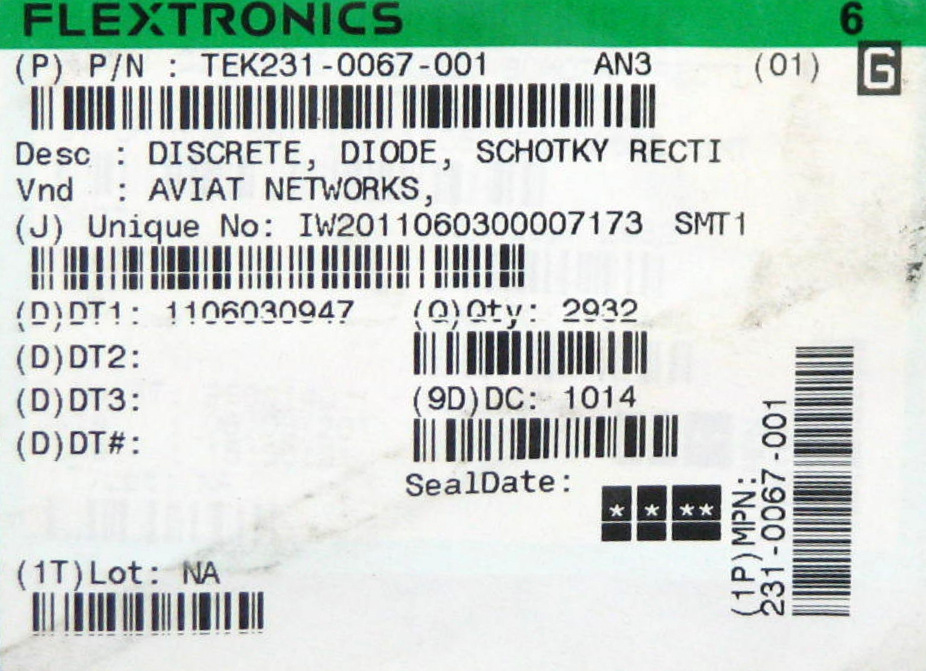 FLEXTRONICS 6
(P) P/N : TEK231-0067-001 AN3 (01) G
Desc : DISCRETE, DIODE, SCHOTKY RECTI
Vnd : AVIAT NETWORKS,
(J) Unique No: IW2011060300007173 SMT1
(D)DT1: 1106030947 (Q)Qty: 2932
(D)DT2:
(D)DT3: (9D)DC: 1014
(D)DT#:
SealDate:
* * **
(1P)MPN:
231-0067-001
(1T)Lot: NA